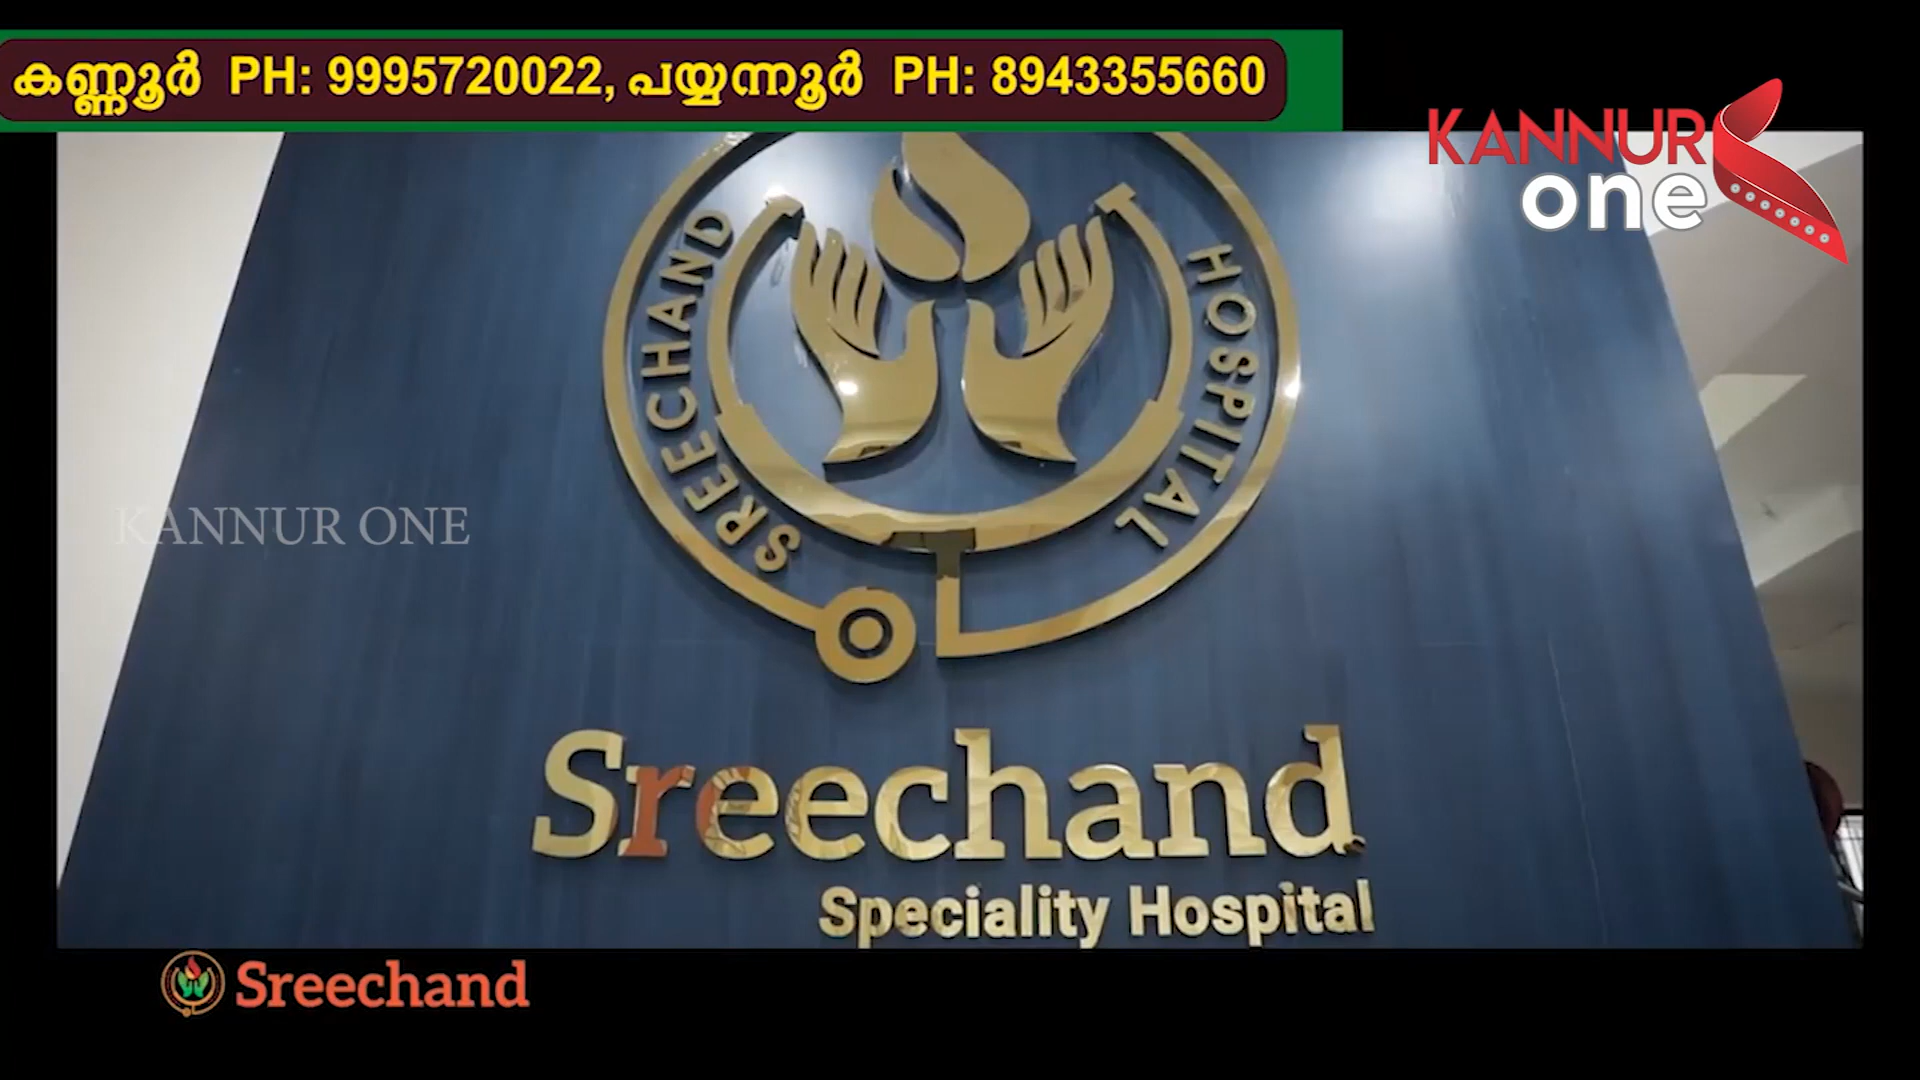 കണ്ണൂർ PH: 9995720022, പയ്യന്നൂർ PH: 8943355660
KANNUR
one
SREECHAND HOSPITAL
KANNUR ONE
Sreechand
Speciality Hospital
Sreechand